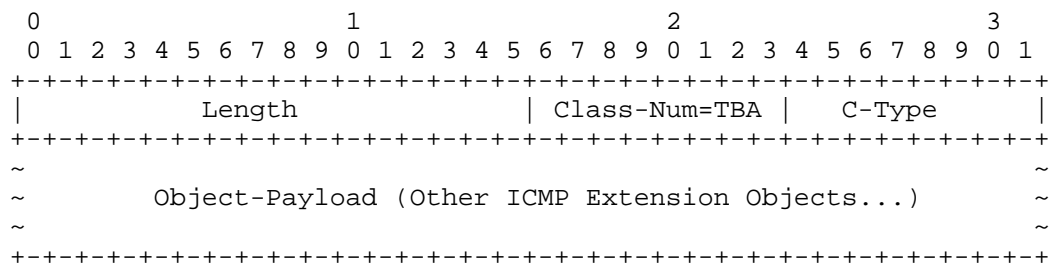 0                   1                   2                   3
 0 1 2 3 4 5 6 7 8 9 0 1 2 3 4 5 6 7 8 9 0 1 2 3 4 5 6 7 8 9 0 1
+-+-+-+-+-+-+-+-+-+-+-+-+-+-+-+-+-+-+-+-+-+-+-+-+-+-+-+-+-+-+-+-+
|            Length             | Class-Num=TBA |   C-Type      |
+-+-+-+-+-+-+-+-+-+-+-+-+-+-+-+-+-+-+-+-+-+-+-+-+-+-+-+-+-+-+-+-+
~                                                               ~
~        Object-Payload (Other ICMP Extension Objects...)       ~
~                                                               ~
+-+-+-+-+-+-+-+-+-+-+-+-+-+-+-+-+-+-+-+-+-+-+-+-+-+-+-+-+-+-+-+-+